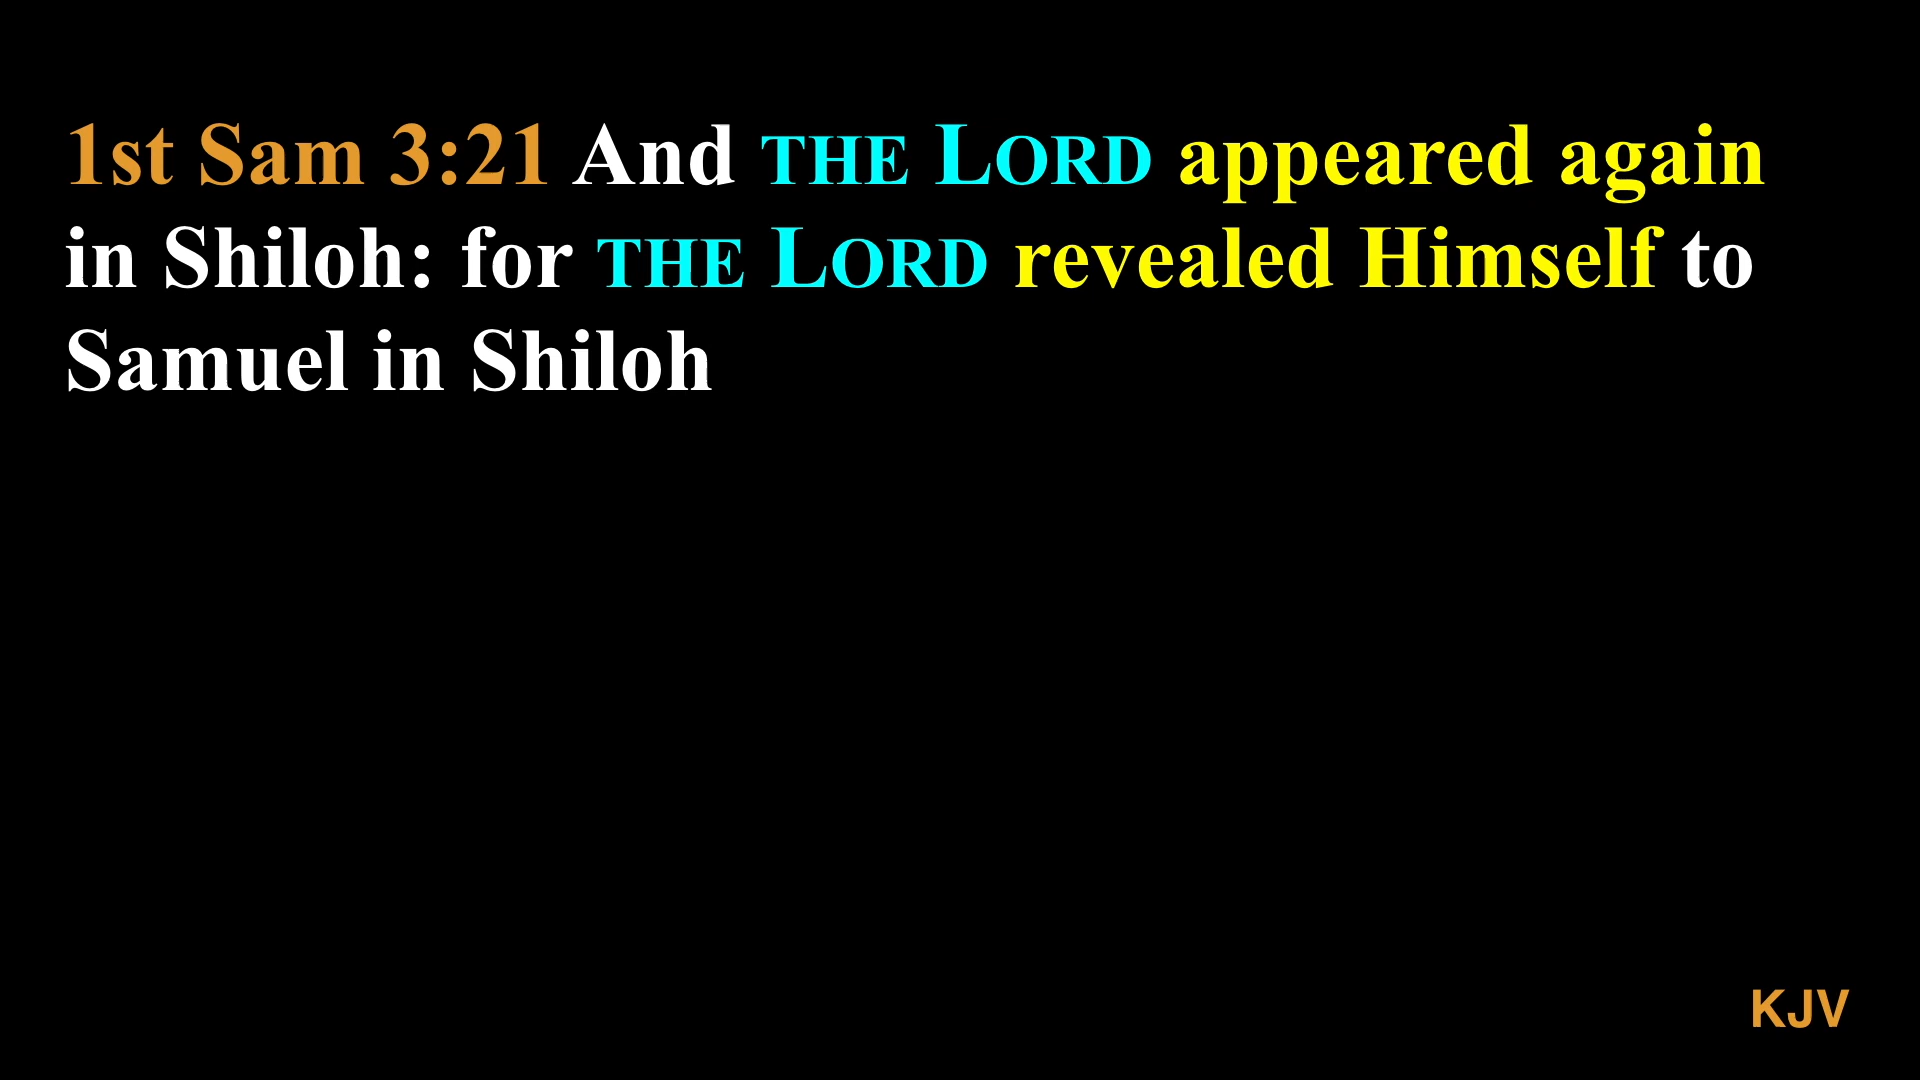 1st Sam 3:21 And THE LORD appeared again
in Shiloh: for THE LORD revealed Himself to
Samuel in Shiloh
KJV